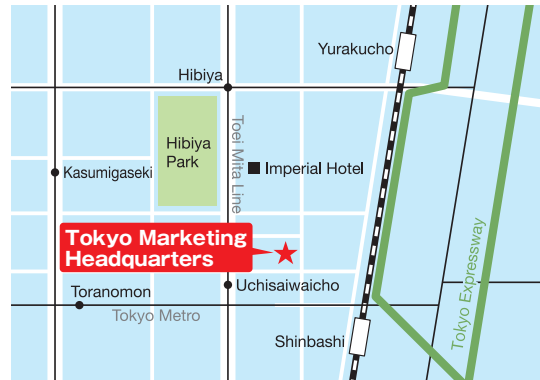 Yurakucho
Hibiya
Hibiya
Park
Toei Mita Line
Imperial Hotel
Kasumigaseki
Tokyo Marketing
Headquarters
Uchisaiwaicho
Toranomon
Tokyo Metro
Shinbashi
Tokyo Expressway